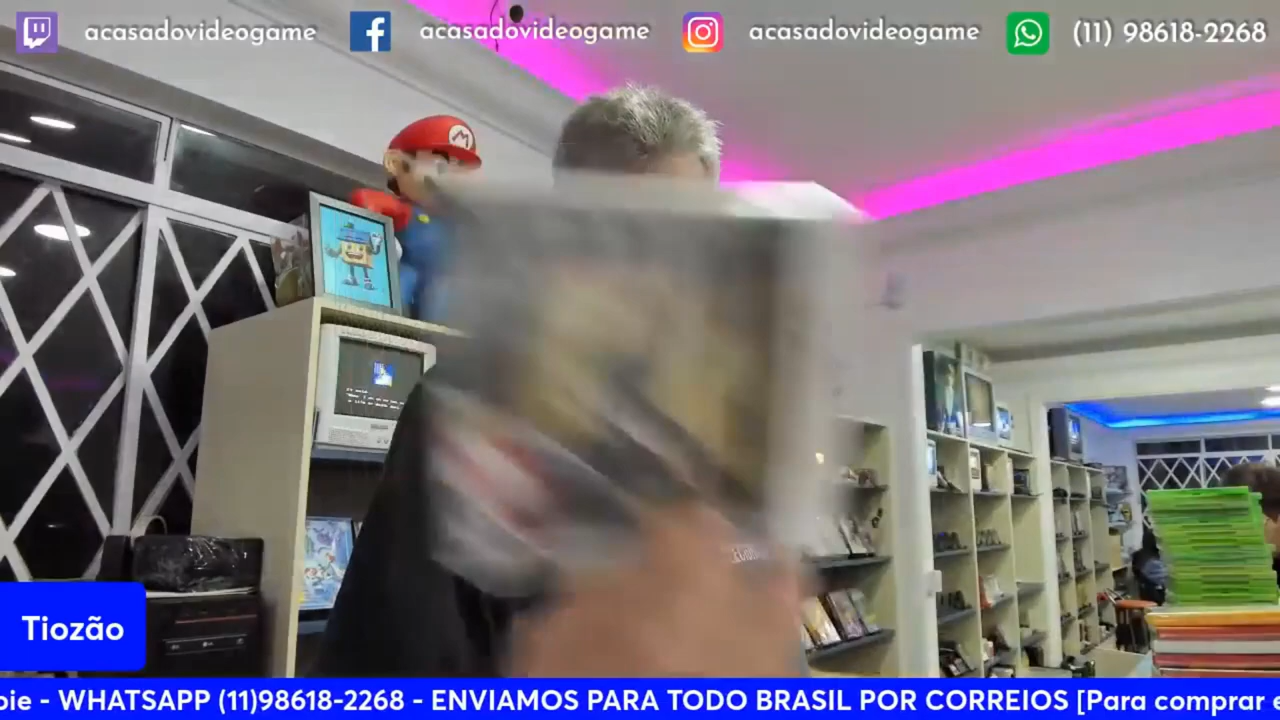 acasadovideogame acasadovideogame acasadovideogame (11) 98618-2268
M
Tiozão
- WHATSAPP (11)98618-2268 - ENVIAMOS PARA TODO BRASIL POR CORREIOS [Para comprar